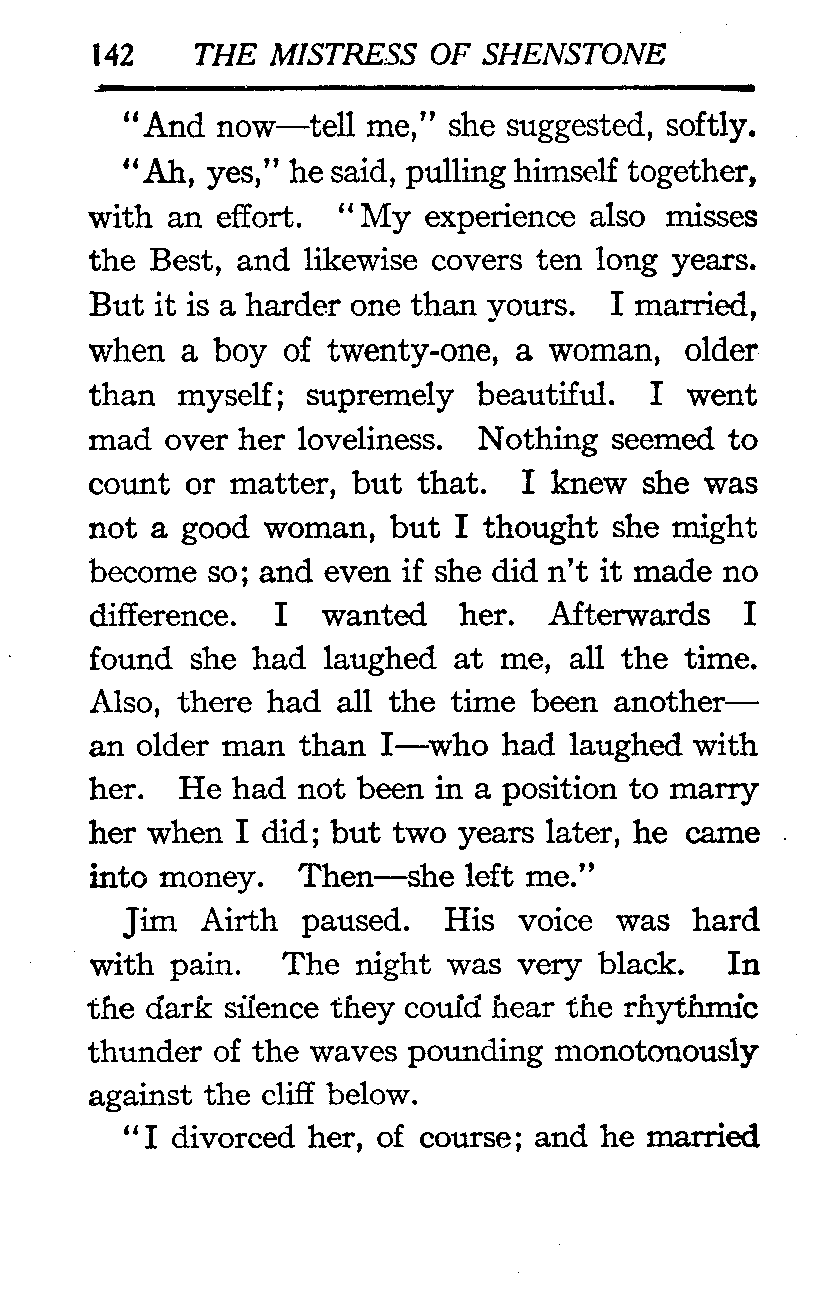 142 THE MISTRESS OF SHENSTONE
"And now—tell me," she suggested, softly.
"Ah, yes," he said, pulling himself together,
with an effort. "My experience also misses
the Best, and likewise covers ten long years.
But it is a harder one than yours. I married,
when a boy of twenty-one, a woman, older
than myself; supremely beautiful. I went
mad over her loveliness. Nothing seemed to
count or matter, but that. I knew she was
not a good woman, but I thought she might
become so; and even if she did n't it made no
difference. I wanted her. Afterwards I
found she had laughed at me, all the time.
Also, there had all the time been another—
an older man than I—who had laughed with
her. He had not been in a position to marry
her when I did; but two years later, he came
into money. Then—she left me."
Jim Airth paused. His voice was hard
with pain. The night was very black. In
the dark silence they could hear the rhythmic
thunder of the waves pounding monotonously
against the cliff below.
"I divorced her, of course; and he married